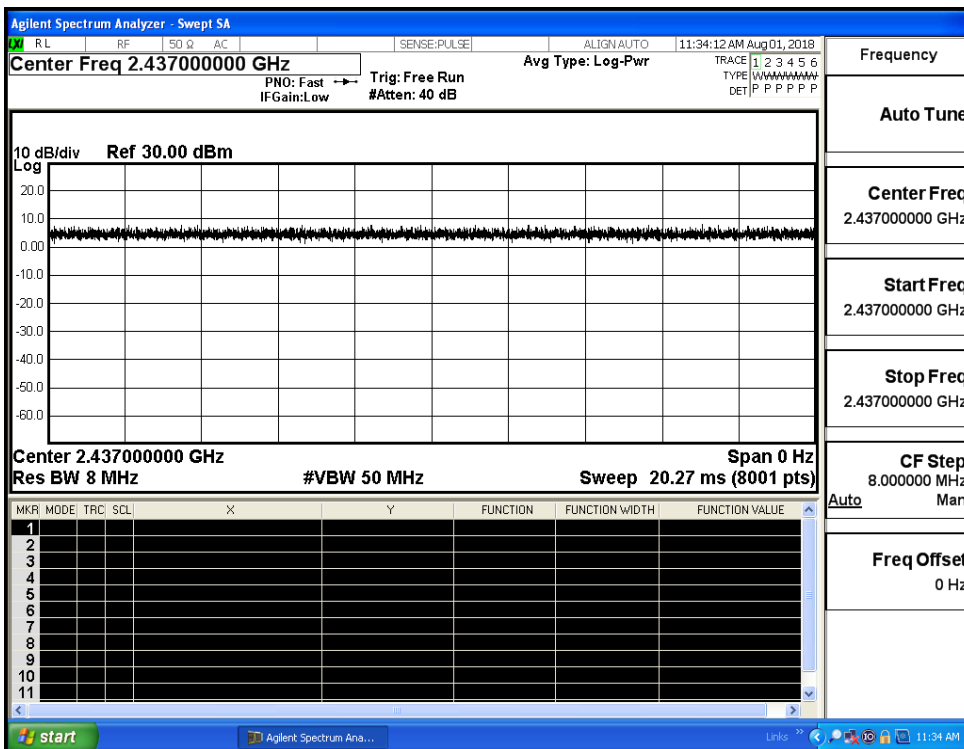 Agilent Spectrum Analyzer - Swept SA
LXI RL RF 50 Ω AC SENSE:PULSE ALIGN AUTO 11:34:12 AM Aug 01, 2018
Center Freq 2.437000000 GHz
PNO: Fast
IFGain:Low
Trig: Free Run
#Atten: 40 dB
Avg Type: Log-Pwr
TRACE 1 2 3 4 5 6
TYPE WWWWWW
DET P P P P P P
10 dB/div Ref 30.00 dBm
Log
20.0
10.0
0.00
-10.0
-20.0
-30.0
-40.0
-50.0
-60.0
Center 2.437000000 GHz Span 0 Hz
Res BW 8 MHz #VBW 50 MHz Sweep 20.27 ms (8001 pts)
MKR MODE TRC SCL X Y FUNCTION FUNCTION WIDTH FUNCTION VALUE
1
2
3
4
5
6
7
8
9
10
11
Frequency
Auto Tune
Center Freq
2.437000000 GHz
Start Freq
2.437000000 GHz
Stop Freq
2.437000000 GHz
CF Step
8.000000 MHz
Auto Man
Freq Offset
0 Hz
start Agilent Spectrum Ana... Links 11:34 AM